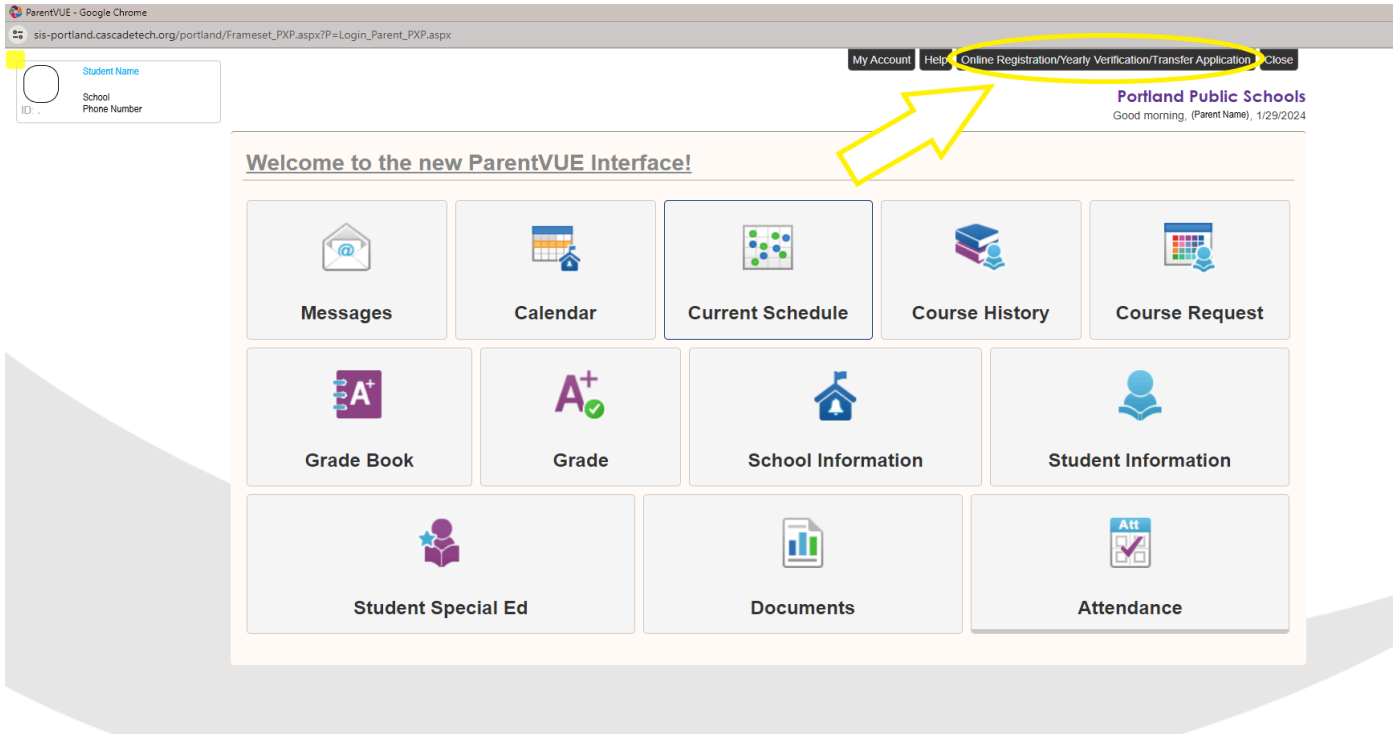 ParentVUE - Google Chrome
sis-portland.cascadetech.org/portland/Frameset_PXP.aspx?P=Login_Parent_PXP.aspx
My Account Help Online Registration/Yearly Verification/Transfer Application Close
Student Name
School
ID: . Phone Number
Portland Public Schools
Good morning, (Parent Name), 1/29/2024
Welcome to the new ParentVUE Interface!
@
Messages Calendar Current Schedule Course History Course Request
A+ A+ 
Grade Book Grade School Information Student Information
Att
Student Special Ed Documents Attendance